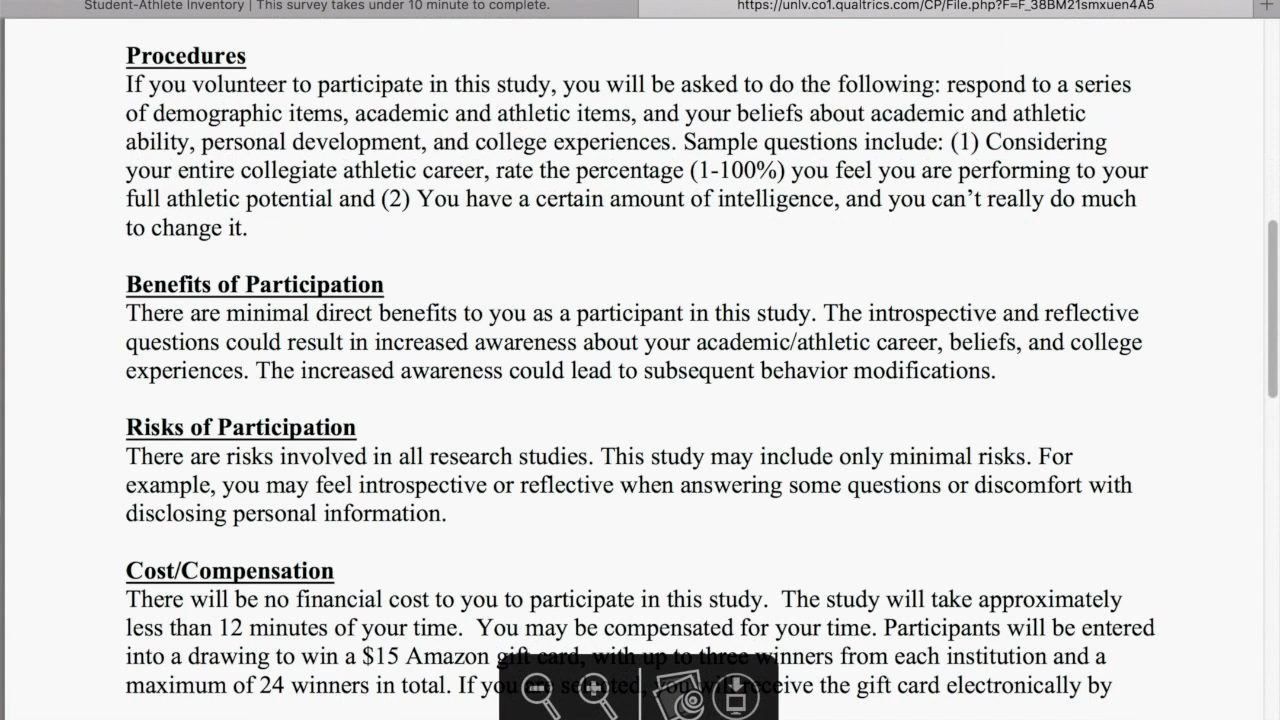 Student-Athlete Inventory | This survey takes under 10 minute to complete.
https://unlv.co1.qualtrics.com/CP/File.php?F=F_38BM21smxuen4A5
Procedures
If you volunteer to participate in this study, you will be asked to do the following: respond to a series
of demographic items, academic and athletic items, and your beliefs about academic and athletic
ability, personal development, and college experiences. Sample questions include: (1) Considering
your entire collegiate athletic career, rate the percentage (1-100%) you feel you are performing to your
full athletic potential and (2) You have a certain amount of intelligence, and you can’t really do much
to change it.
Benefits of Participation
There are minimal direct benefits to you as a participant in this study. The introspective and reflective
questions could result in increased awareness about your academic/athletic career, beliefs, and college
experiences. The increased awareness could lead to subsequent behavior modifications.
Risks of Participation
There are risks involved in all research studies. This study may include only minimal risks. For
example, you may feel introspective or reflective when answering some questions or discomfort with
disclosing personal information.
Cost/Compensation
There will be no financial cost to you to participate in this study. The study will take approximately
less than 12 minutes of your time. You may be compensated for your time. Participants will be entered
into a drawing to win a $15 Amazon gift card, with up to three winners from each institution and a
maximum of 24 winners in total. If you are selected, you will receive the gift card electronically by